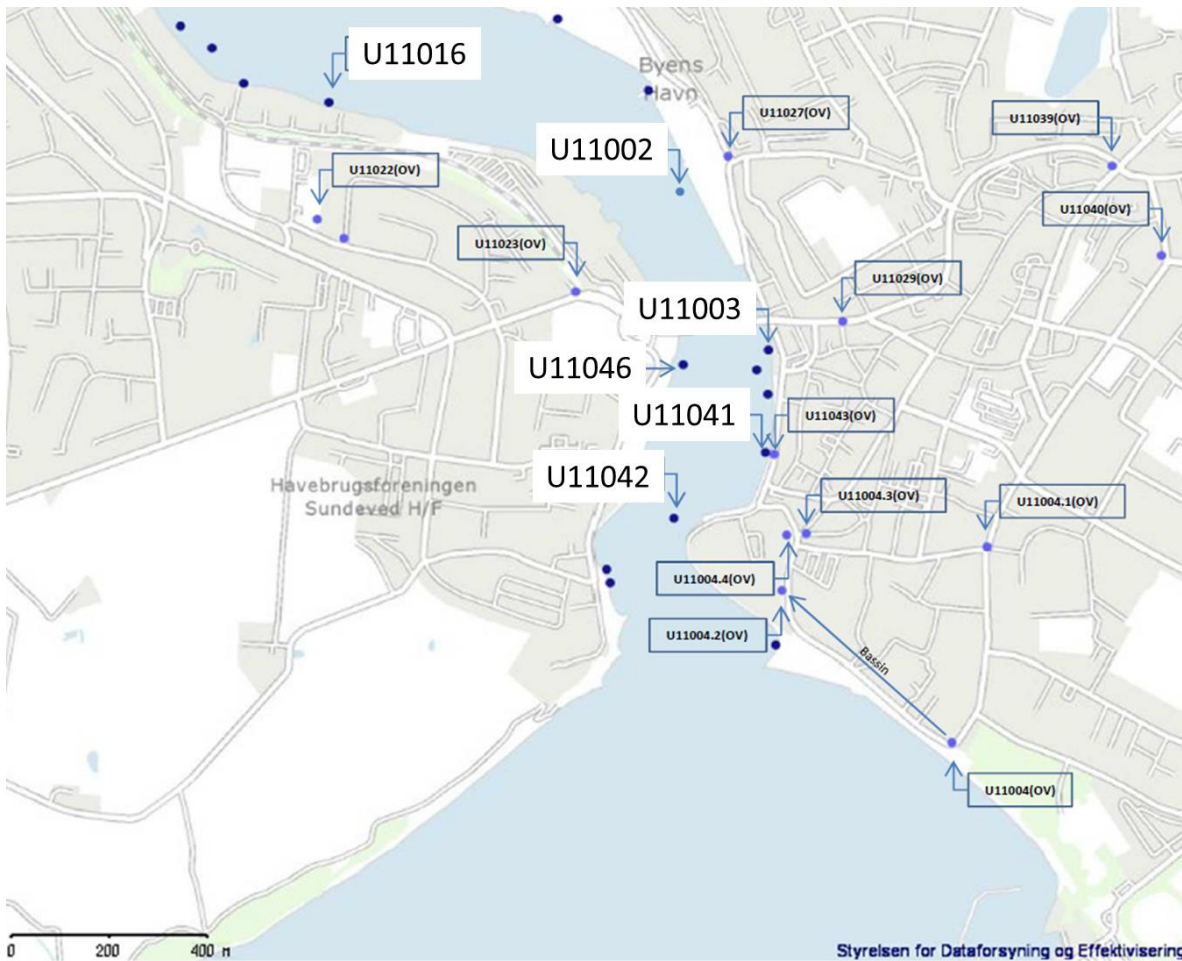 U11016
Byens
Havn
U11027(OV)
U11039(OV)
U11002
U11022(OV)
U11040(OV)
U11023(OV)
U11029(OV)
U11003
U11046
U11041
U11043(OV)
U11042
Havebrugsforeningen
Sundeved H/F
U11004.3(OV)
U11004.1(OV)
U11004.4(OV)
U11004.2(OV)
Bassin
U11004(OV)
0 200 400 m
Styrelsen for Dataforsyning og Effektivisering